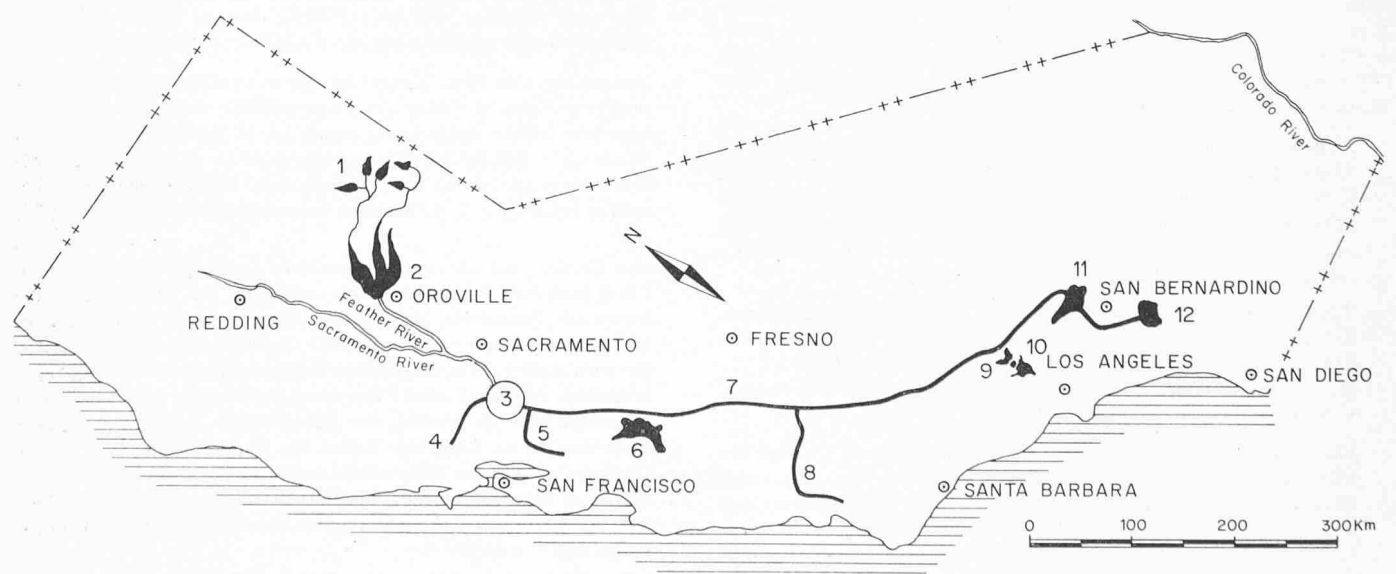 Colorado River
1
N
2
OROVILLE
Feather River
REDDING
Sacramento River
SACRAMENTO
FRESNO
11
SAN BERNARDINO
12
10
9
LOS ANGELES
SAN DIEGO
3
7
4
5
6
8
SAN FRANCISCO
SANTA BARBARA
0 100 200 300 Km